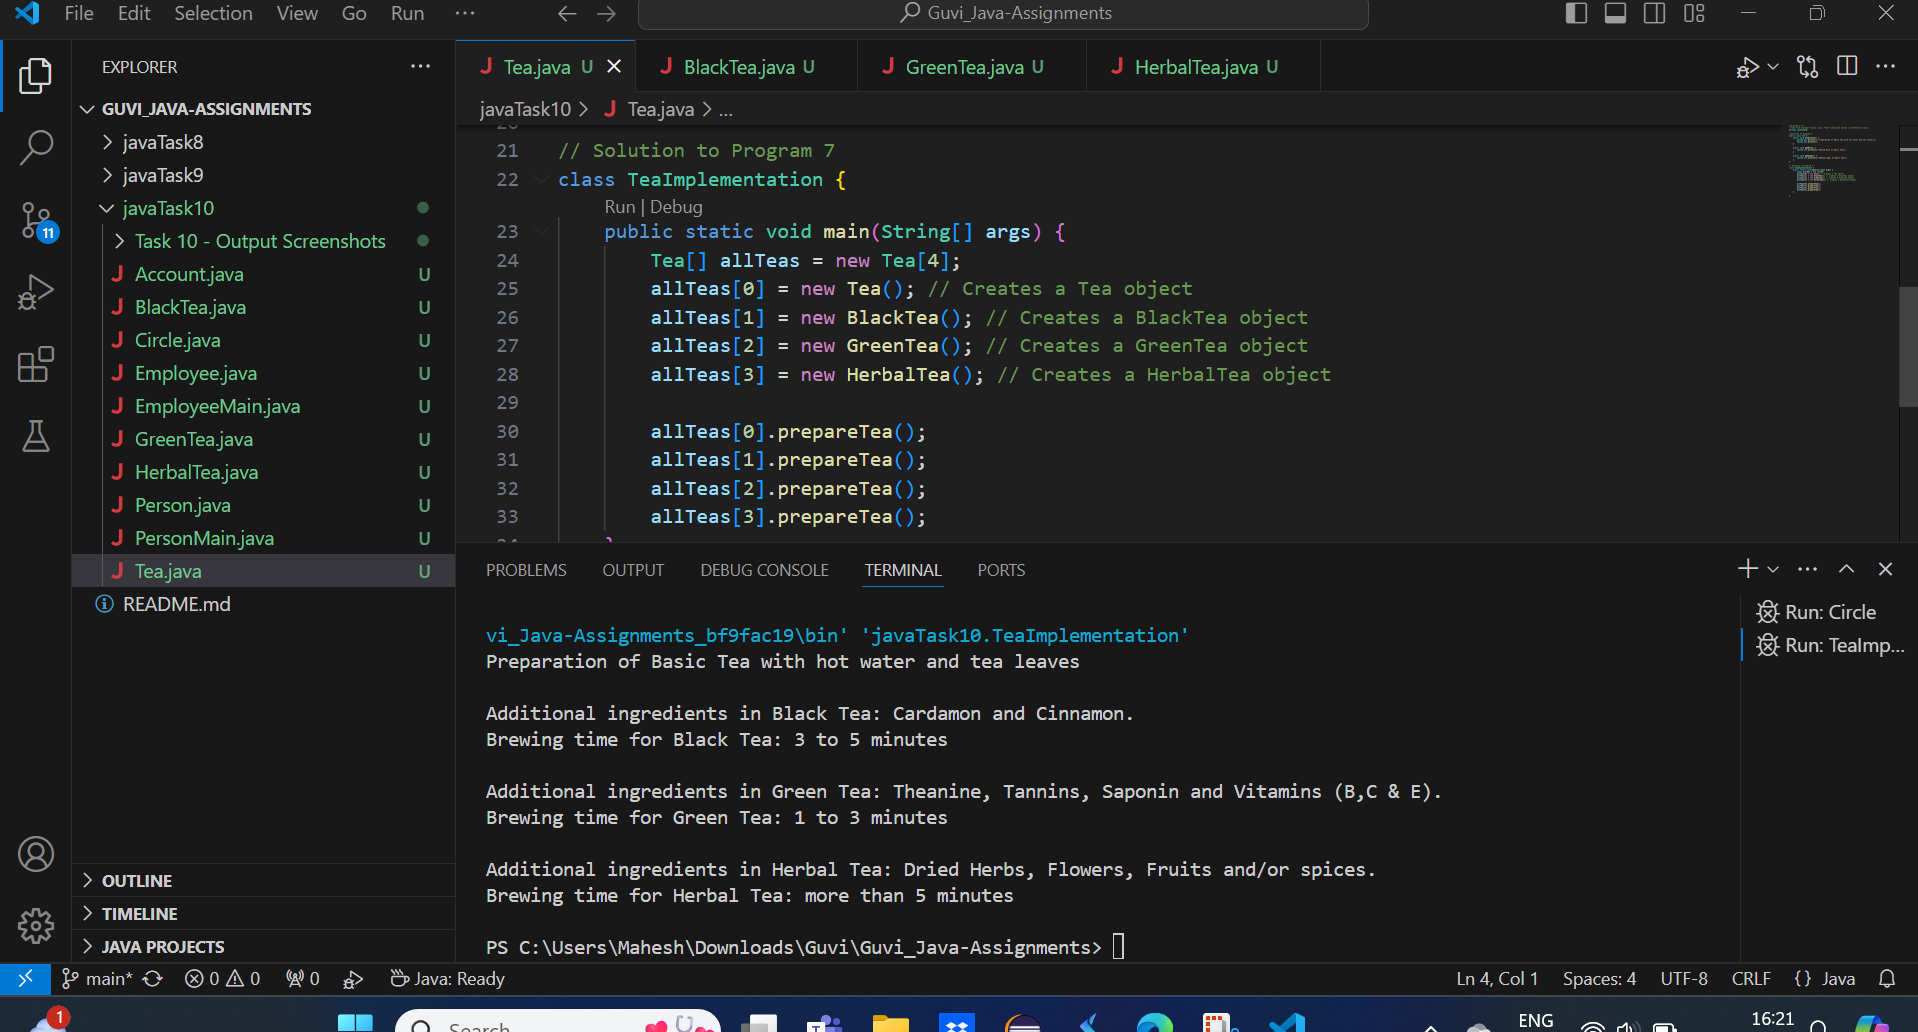 File Edit Selection View Go Run ···
Guvi_Java-Assignments
EXPLORER
GUVI_JAVA-ASSIGNMENTS
javaTask8
javaTask9
javaTask10
Task 10 - Output Screenshots
Account.java U
BlackTea.java U
Circle.java U
Employee.java U
EmployeeMain.java U
GreenTea.java U
HerbalTea.java U
Person.java U
PersonMain.java U
Tea.java U
README.md
OUTLINE
TIMELINE
JAVA PROJECTS
11
Tea.java U BlackTea.java U GreenTea.java U HerbalTea.java U
javaTask10 > Tea.java > ...
21 // Solution to Program 7
22 class TeaImplementation {
Run | Debug
23 public static void main(String[] args) {
24 Tea[] allTeas = new Tea[4];
25 allTeas[0] = new Tea(); // Creates a Tea object
26 allTeas[1] = new BlackTea(); // Creates a BlackTea object
27 allTeas[2] = new GreenTea(); // Creates a GreenTea object
28 allTeas[3] = new HerbalTea(); // Creates a HerbalTea object
29
30 allTeas[0].prepareTea();
31 allTeas[1].prepareTea();
32 allTeas[2].prepareTea();
33 allTeas[3].prepareTea();
PROBLEMS OUTPUT DEBUG CONSOLE TERMINAL PORTS
Run: Circle
Run: TeaImp...
vi_Java-Assignments_bf9fac19\bin' 'javaTask10.TeaImplementation'
Preparation of Basic Tea with hot water and tea leaves
Additional ingredients in Black Tea: Cardamon and Cinnamon.
Brewing time for Black Tea: 3 to 5 minutes
Additional ingredients in Green Tea: Theanine, Tannins, Saponin and Vitamins (B,C & E).
Brewing time for Green Tea: 1 to 3 minutes
Additional ingredients in Herbal Tea: Dried Herbs, Flowers, Fruits and/or spices.
Brewing time for Herbal Tea: more than 5 minutes
PS C:\Users\Mahesh\Downloads\Guvi\Guvi_Java-Assignments>
main* 0 0 0 Java: Ready
Ln 4, Col 1 Spaces: 4 UTF-8 CRLF {} Java
1
Search
ENG
16:21